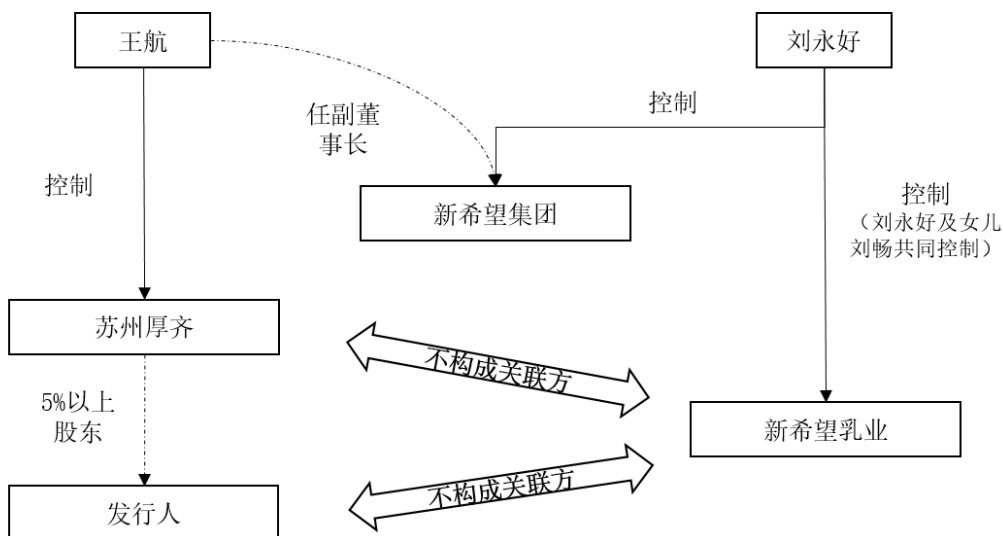 王航
刘永好
任副董
事长
控制
控制
控制
（刘永好及女儿
刘畅共同控制）
新希望集团
苏州厚齐
不构成关联方
5%以上
股东
新希望乳业
不构成关联方
发行人